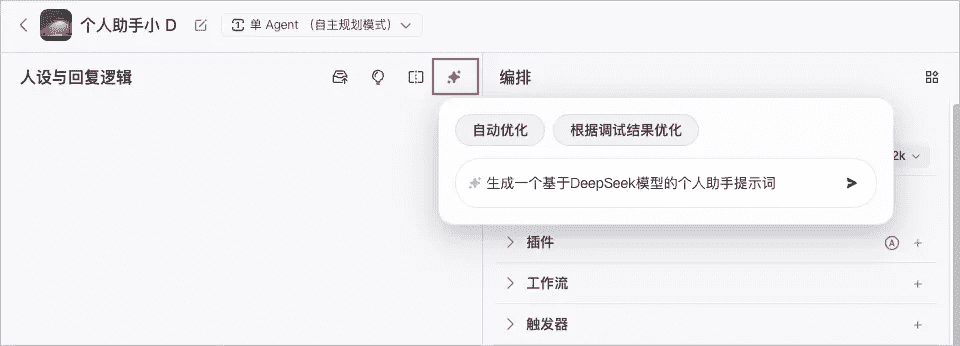 个人助手小 D
单 Agent （自主规划模式）
人设与回复逻辑
编排
自动优化
根据调试结果优化
2k
生成一个基于DeepSeek模型的个人助手提示词
插件
A
工作流
触发器